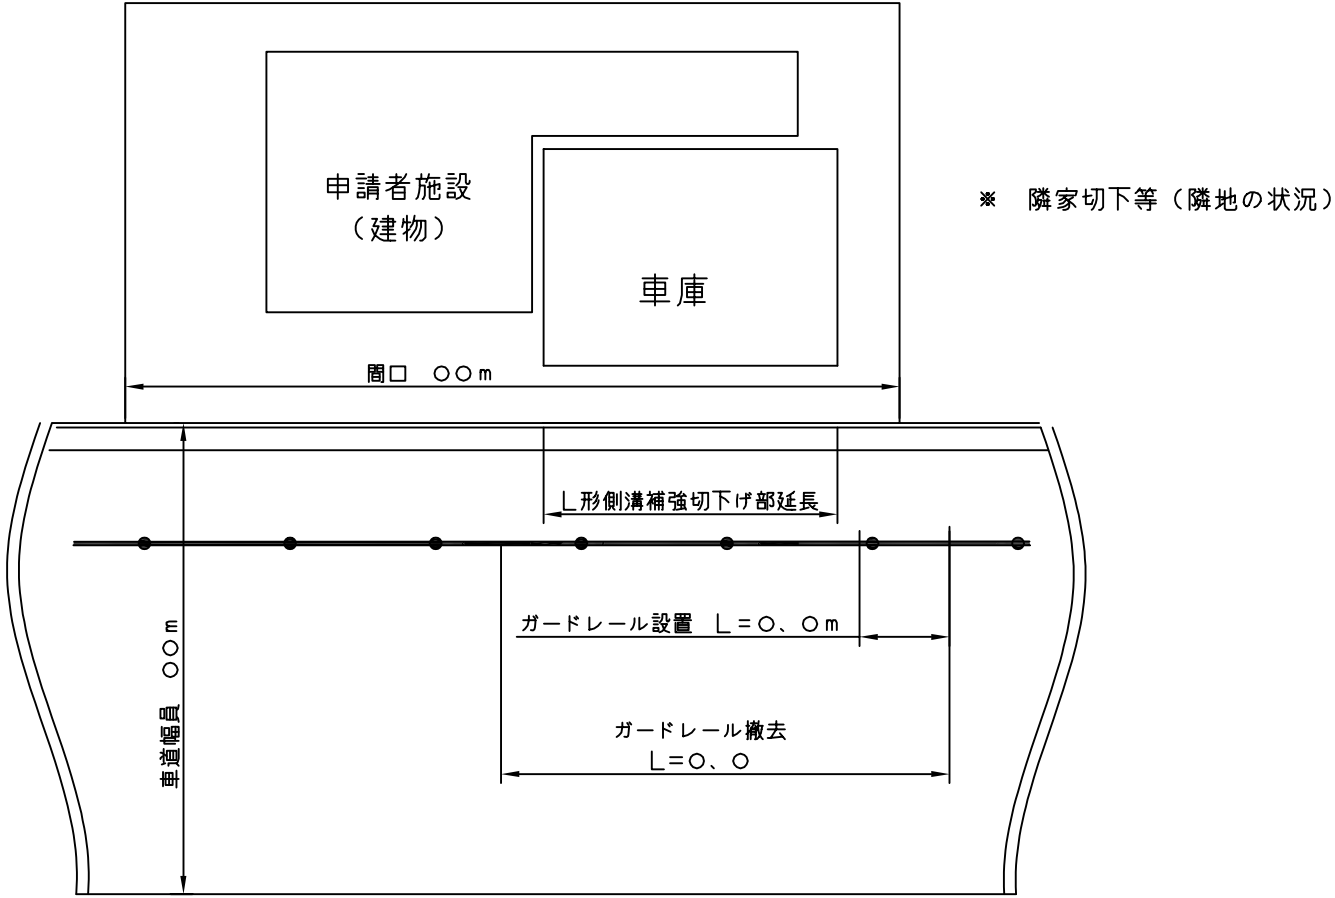 申請者施設
（建物）
車庫
※　隣家切下等（隣地の状況）
間口　○○m
L形側溝補強切下げ部延長
ガードレール設置　L=○、○m
車道幅員　○○m
ガードレール撤去
L=○、○